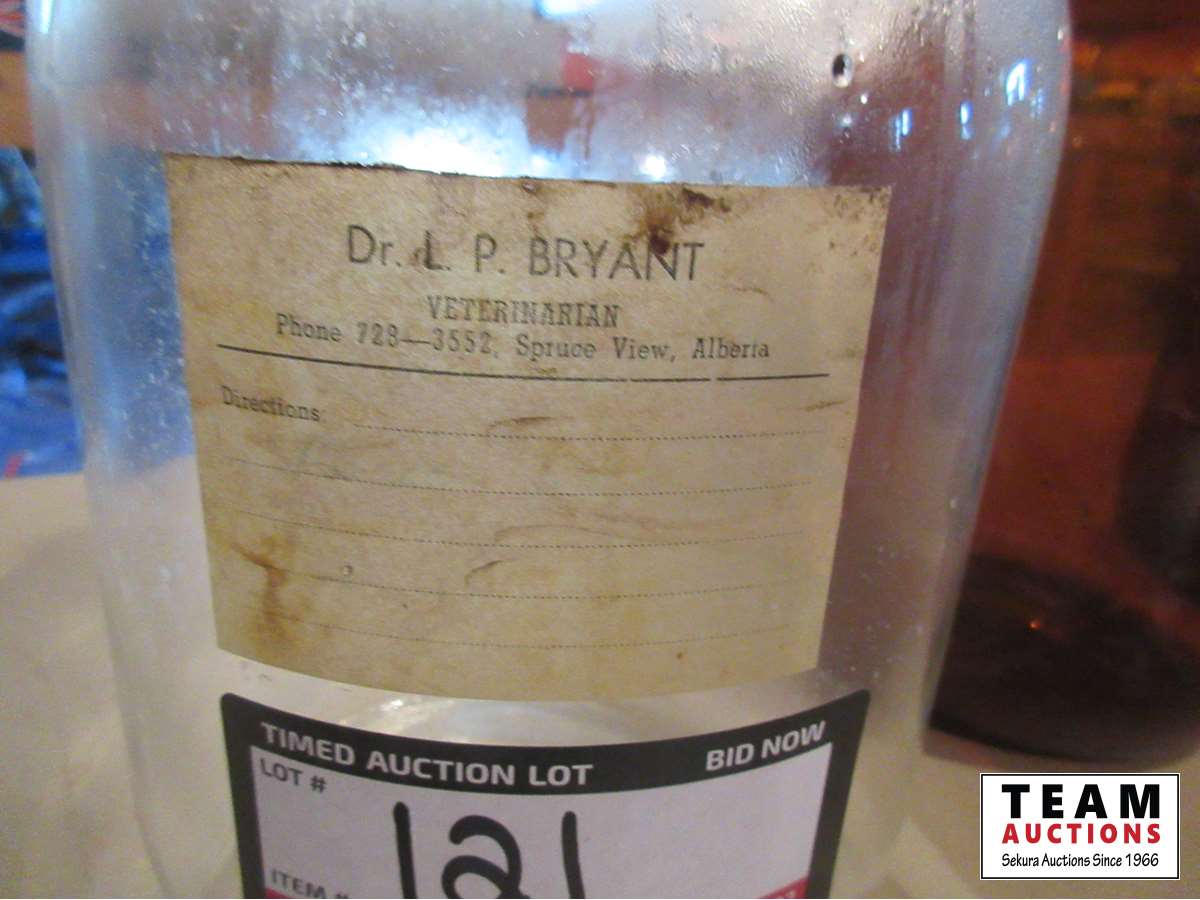 Dr. L. P. BRYANT
VETERINARIAN
Phone 728—3552, Spruce View, Alberta
Directions
TIMED AUCTION LOT BID NOW
LOT #
121
ITEM #
TEAM
AUCTIONS
Sekura Auctions Since 1966